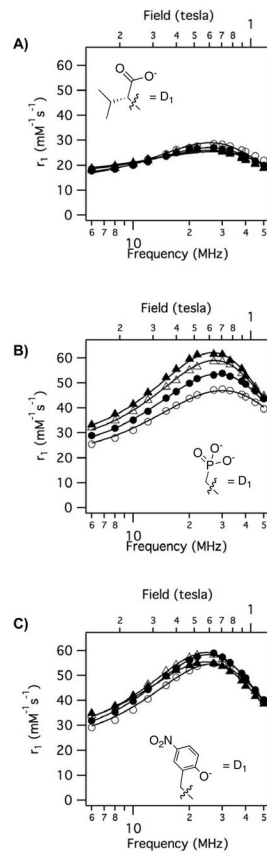 A)
Field (tesla)
2 3 4 5 6 7 8 1
60
50
40
30
20
10
0
r₁ (mM⁻¹s⁻¹)
O
O⁻
= D₁
6 7 8 2 3 4 5
10
Frequency (MHz)
B)
Field (tesla)
2 3 4 5 6 7 8 1
60
50
40
30
20
10
0
r₁ (mM⁻¹s⁻¹)
O O⁻
P O⁻
= D₁
6 7 8 2 3 4 5
10
Frequency (MHz)
C)
Field (tesla)
2 3 4 5 6 7 8 1
60
50
40
30
20
10
0
r₁ (mM⁻¹s⁻¹)
O₂N
O⁻
= D₁
6 7 8 2 3 4 5
10
Frequency (MHz)